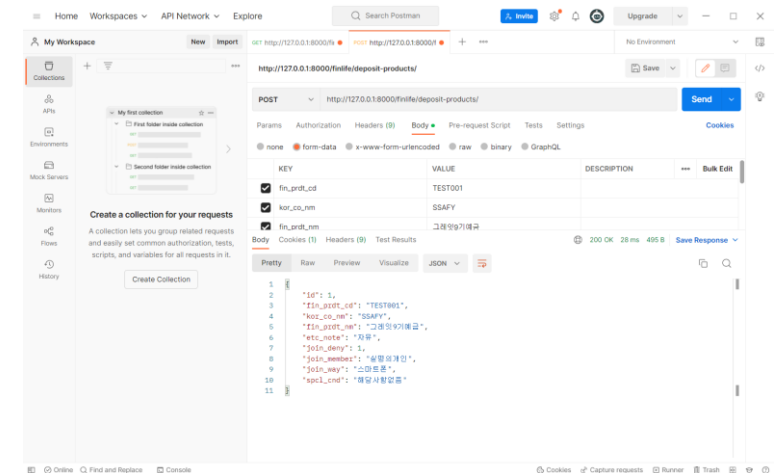 Home Workspaces API Network Explore Search Postman Invite Upgrade
My Workspace New Import GET http://127.0.0.1:8000/fi POST http://127.0.0.1:8000/f No Environment
Collections
APIs
Environments
Mock Servers
Monitors
Flows
History
My first collection
First folder inside collection
Second folder inside collection
Create a collection for your requests
A collection lets you group related requests
and easily set common authorization, tests,
scripts, and variables for all requests in it.
Create Collection
http://127.0.0.1:8000/finlife/deposit-products/ Save
POST http://127.0.0.1:8000/finlife/deposit-products/ Send
Params Authorization Headers (9) Body Pre-request Script Tests Settings Cookies
none form-data x-www-form-urlencoded raw binary GraphQL
KEY VALUE DESCRIPTION Bulk Edit
fin_prdt_cd TEST001
kor_co_nm SSAFY
fin_prdt_nm 그레잇9기예금
Body Cookies (1) Headers (9) Test Results 200 OK 28 ms 495 B Save Response
Pretty Raw Preview Visualize JSON
1 {
2 "id": 1,
3 "fin_prdt_cd": "TEST001",
4 "kor_co_nm": "SSAFY",
5 "fin_prdt_nm": "그레잇9기예금",
6 "etc_note": "자유",
7 "join_deny": 1,
8 "join_member": "실명의개인",
9 "join_way": "스마트폰",
10 "spcl_cnd": "해당사항없음"
11 }
Online Find and Replace Console Cookies Capture requests Runner Trash